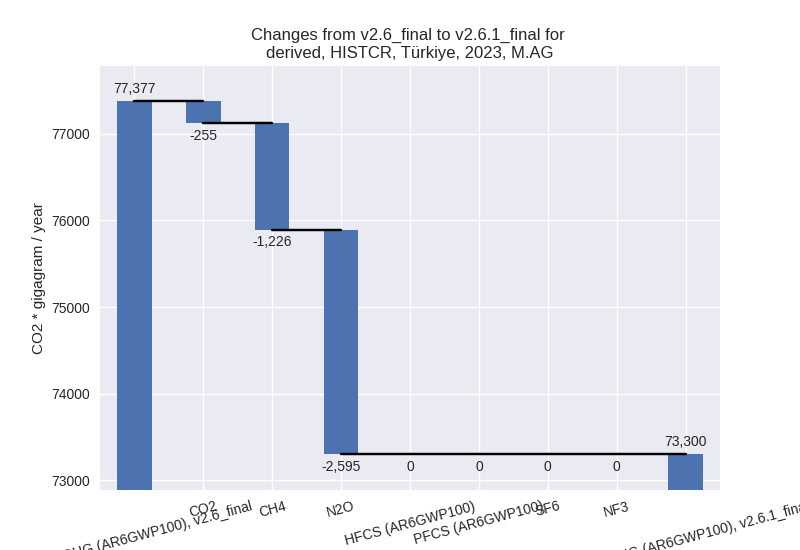 Changes from v2.6_final to v2.6.1_final for
derived, HISTCR, Türkiye, 2023, M.AG
CO2 * gigagram / year
77000
76000
75000
74000
73000
77,377
-255
-1,226
-2,595
0
0
0
0
73,300
(AR6GWP100), v2.6_final
CO2
CH4
N2O
HFCS (AR6GWP100)
PFCS (AR6GWP100)
SF6
NF3
(AR6GWP100), v2.6.1_fina